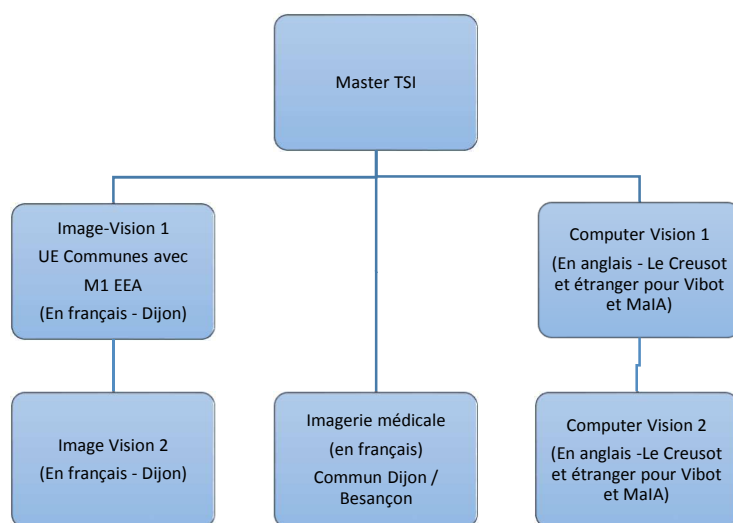 Master TSI
Image-Vision 1
UE Communes avec
M1 EEA
(En français - Dijon)
Computer Vision 1
(En anglais - Le Creusot
et étranger pour Vibot
et MaIA)
Image Vision 2
(En français - Dijon)
Imagerie médicale
(en français)
Commun Dijon /
Besançon
Computer Vision 2
(En anglais -Le Creusot
et étranger pour Vibot
et MaIA)